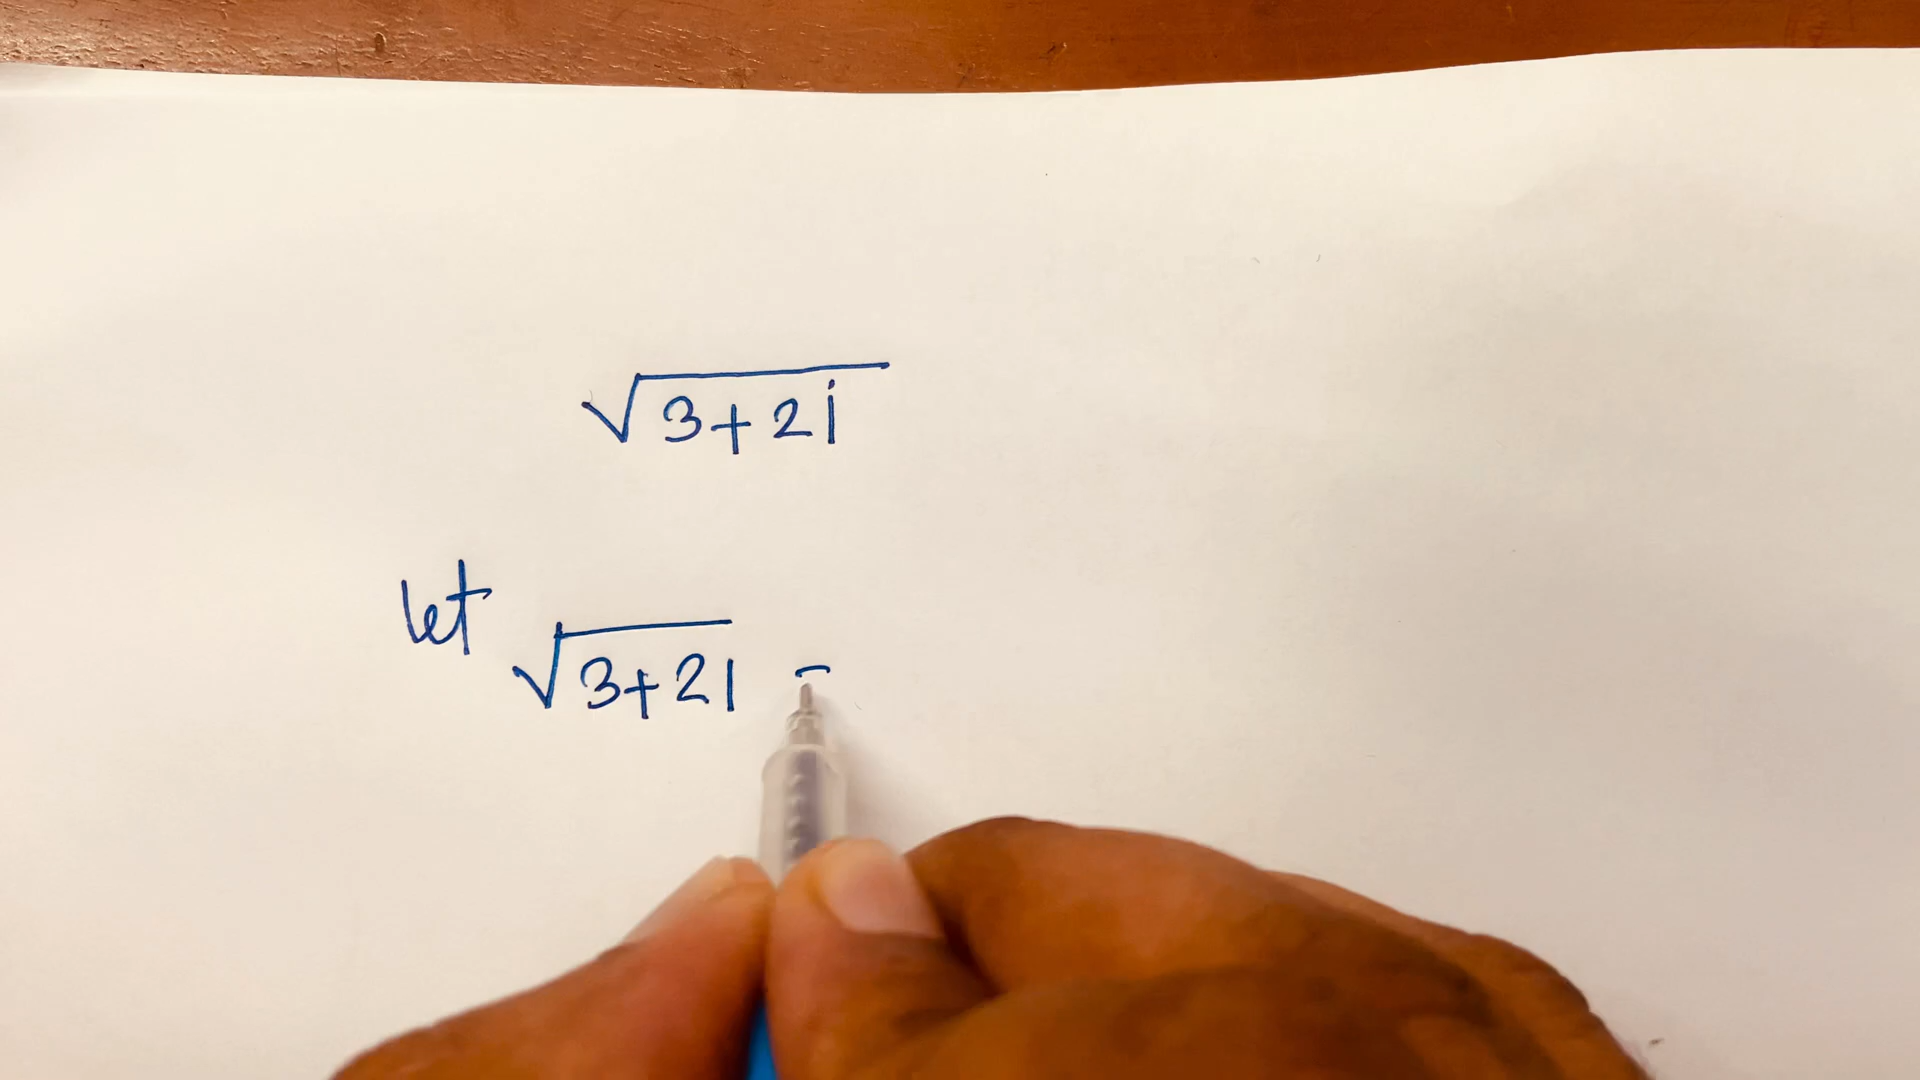 √3+2i
let √3+2i =